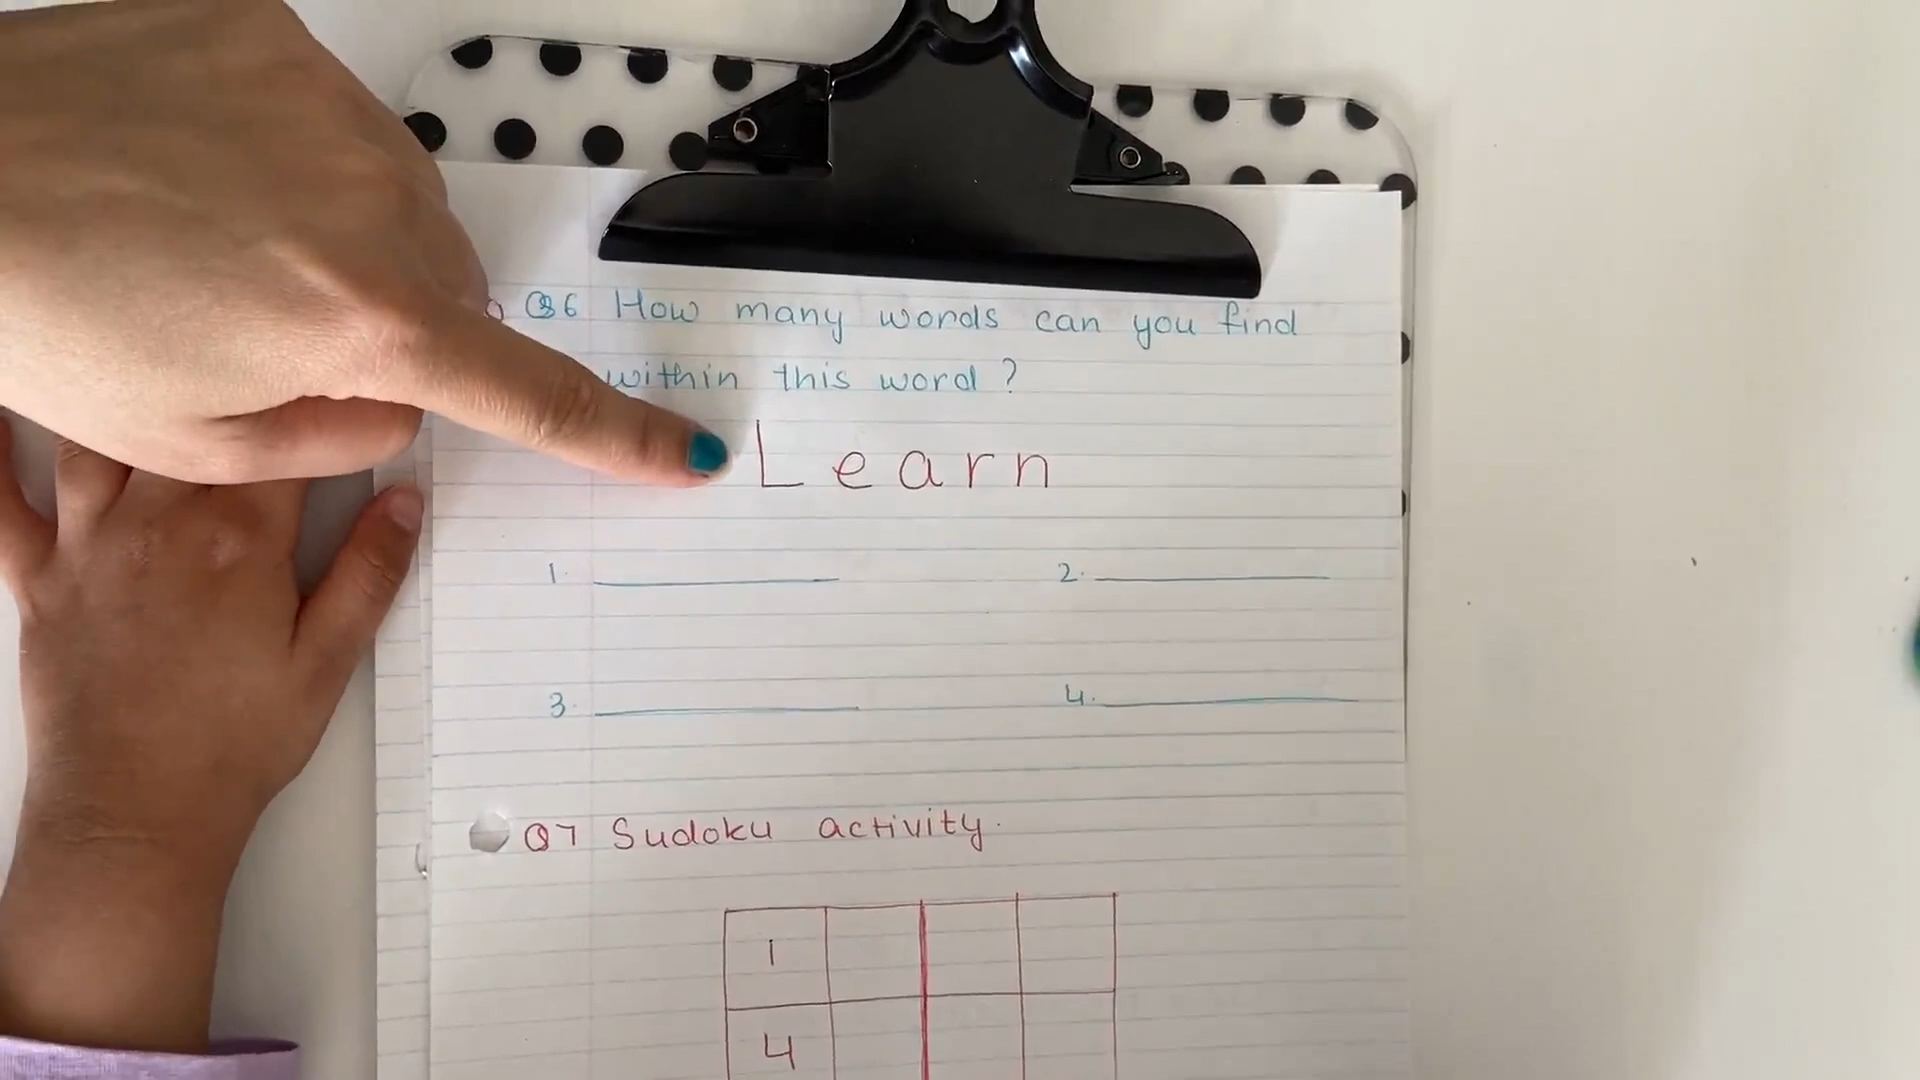 Q6 How many words can you find
within this word?
Learn
1. 2.
3. 4.
Q7 Sudoku activity.
1
4